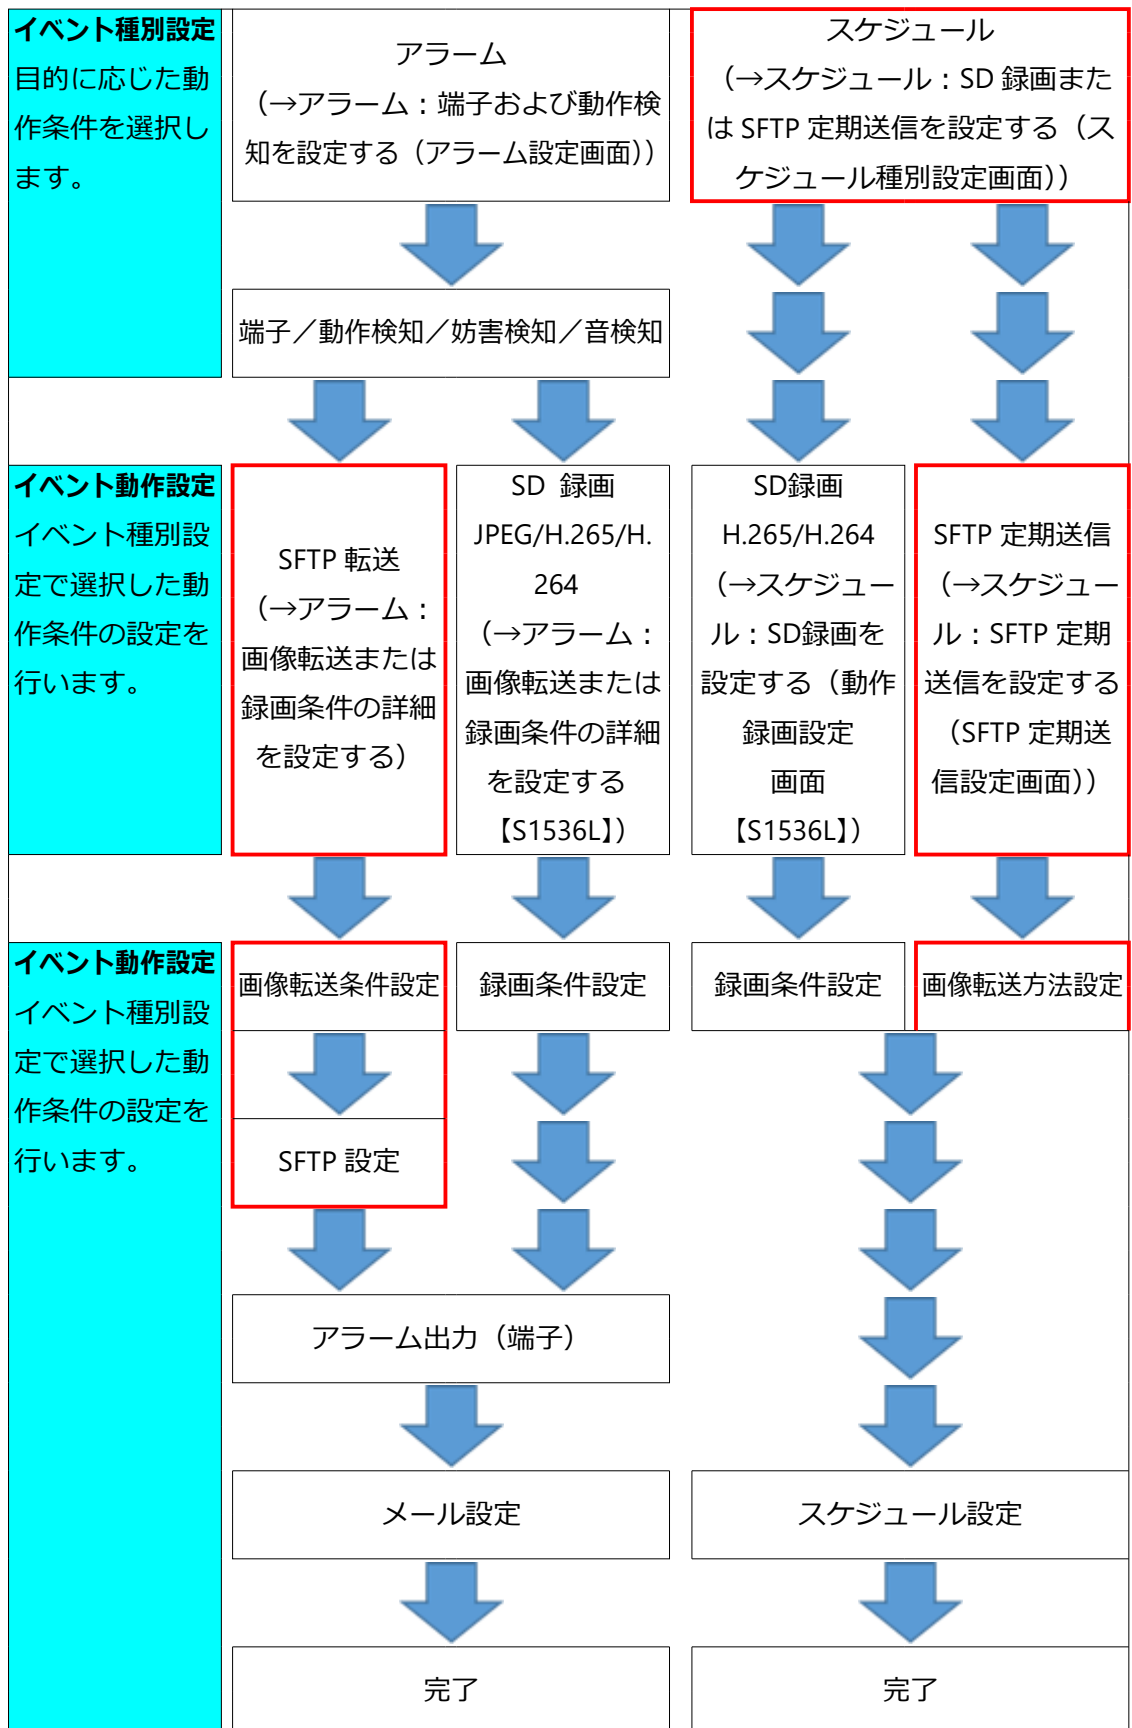 イベント種別設定
目的に応じた動
作条件を選択し
ます。
アラーム
（→アラーム：端子および動作検
知を設定する（アラーム設定画面））
スケジュール
（→スケジュール：SD 録画また
は SFTP 定期送信を設定する（ス
ケジュール種別設定画面））
端子／動作検知／妨害検知／音検知
イベント動作設定
イベント種別設
定で選択した動
作条件の設定を
行います。
SFTP 転送
（→アラーム：
画像転送または
録画条件の詳細
を設定する）
SD 録画
JPEG/H.265/H.
264
（→アラーム：
画像転送または
録画条件の詳細
を設定する
【S1536L】）
SD録画
H.265/H.264
（→スケジュー
ル：SD録画を
設定する（動作
録画設定
画面
【S1536L】）
SFTP 定期送信
（→スケジュー
ル：SFTP 定期
送信を設定する
（SFTP 定期送
信設定画面））
イベント動作設定
イベント種別設
定で選択した動
作条件の設定を
行います。
画像転送条件設定
録画条件設定
録画条件設定
画像転送方法設定
SFTP 設定
アラーム出力（端子）
メール設定
スケジュール設定
完了
完了